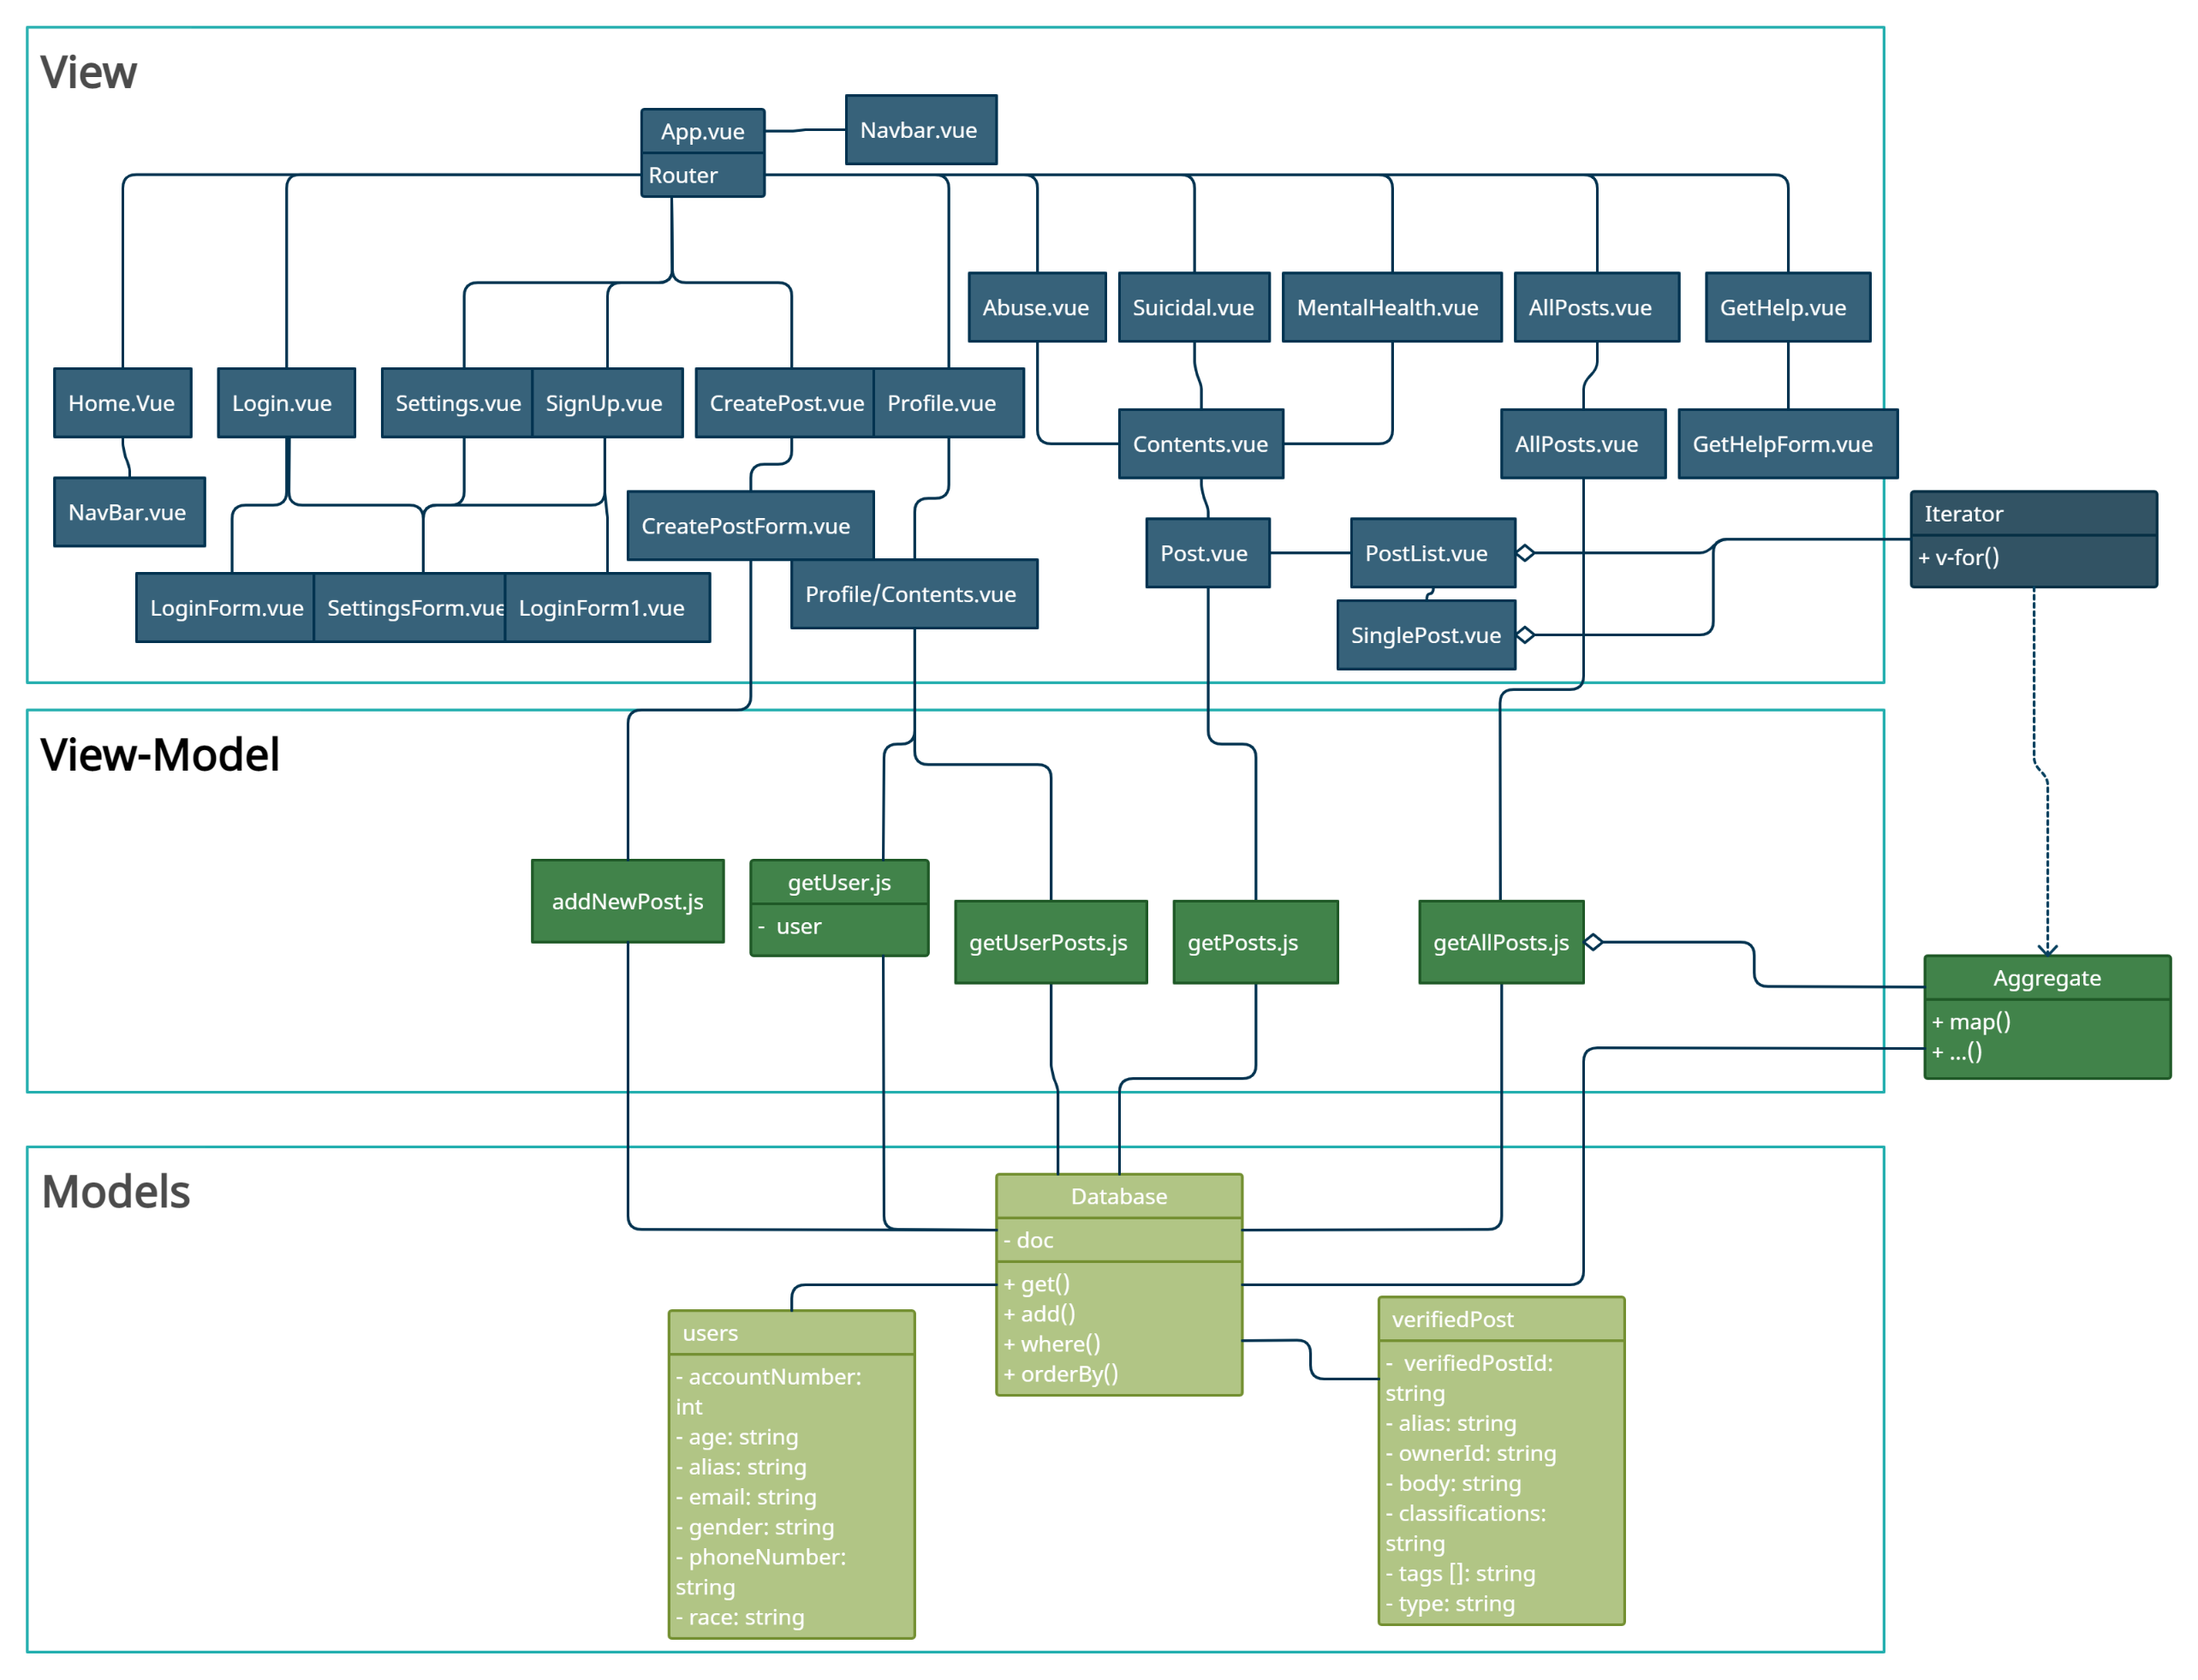 View
App.vue
Router
Navbar.vue
Abuse.vue
Suicidal.vue
MentalHealth.vue
AllPosts.vue
GetHelp.vue
Home.Vue
Login.vue
Settings.vue
SignUp.vue
CreatePost.vue
Profile.vue
Contents.vue
AllPosts.vue
GetHelpForm.vue
NavBar.vue
CreatePostForm.vue
Post.vue
PostList.vue
Iterator
+ v-for()
LoginForm.vue
SettingsForm.vue
LoginForm1.vue
Profile/Contents.vue
SinglePost.vue
View-Model
addNewPost.js
getUser.js
- user
getUserPosts.js
getPosts.js
getAllPosts.js
Aggregate
+ map()
+ ...()
Models
Database
- doc
+ get()
+ add()
+ where()
+ orderBy()
users
- accountNumber:
int
- age: string
- alias: string
- email: string
- gender: string
- phoneNumber:
string
- race: string
verifiedPost
- verifiedPostId:
string
- alias: string
- ownerId: string
- body: string
- classifications:
string
- tags []: string
- type: string